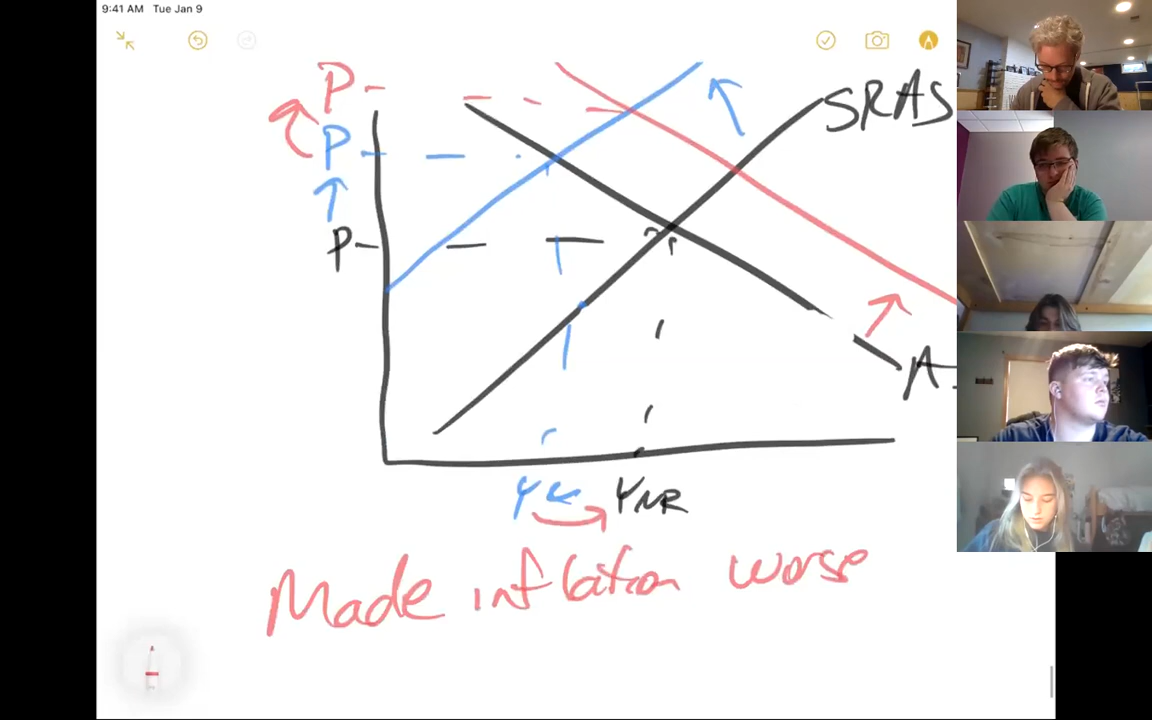 9:41 AM Tue Jan 9
P
SRAS
P
P
A
Y YNR
Made inflation worse